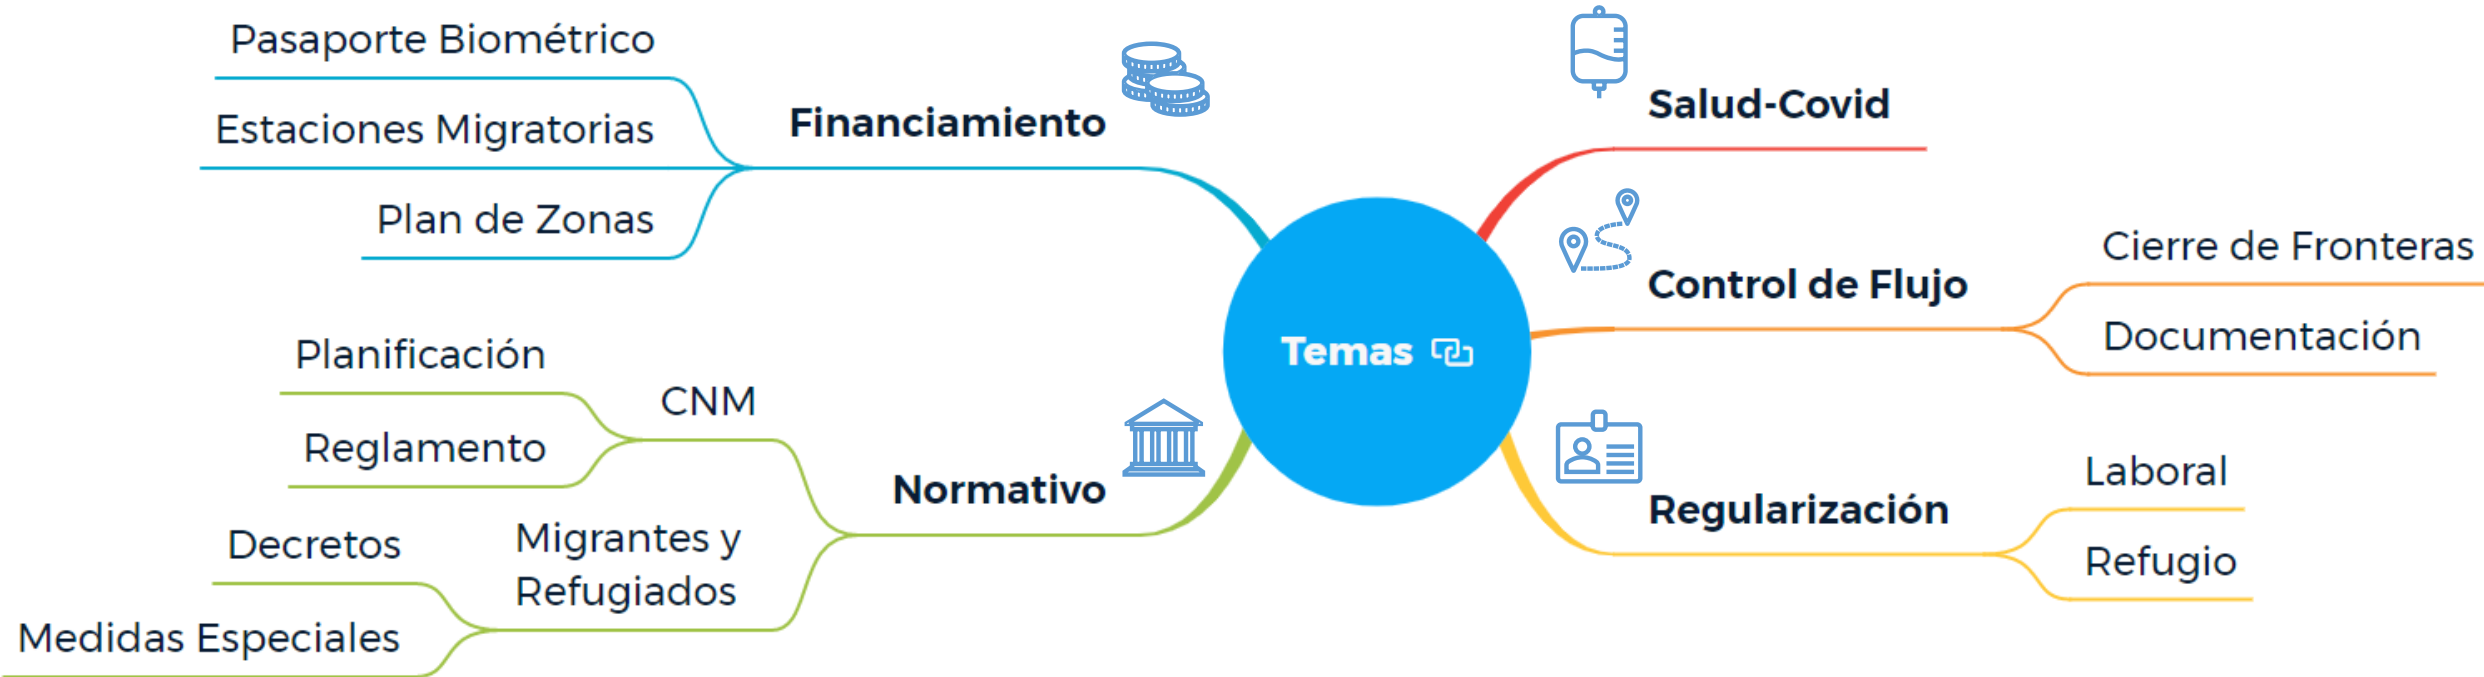 Pasaporte Biométrico
Estaciones Migratorias
Plan de Zonas
Financiamiento
Planificación
Reglamento
CNM
Decretos
Medidas Especiales
Migrantes y
Refugiados
Normativo
Temas
Salud-Covid
Control de Flujo
Cierre de Fronteras
Documentación
Regularización
Laboral
Refugio